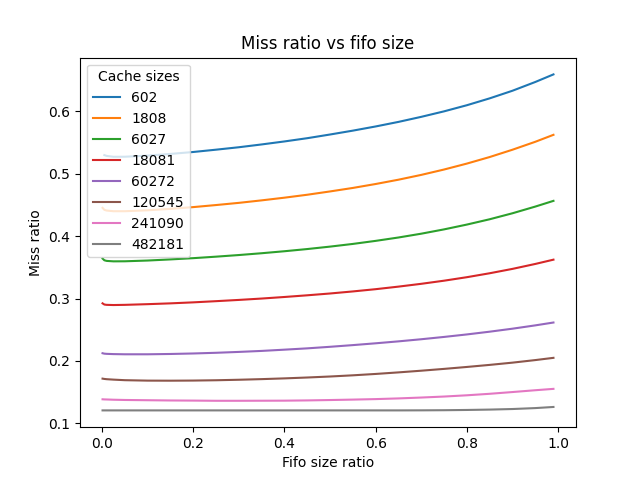 Miss ratio vs fifo size
Cache sizes
602
1808
6027
18081
60272
120545
241090
482181
Miss ratio
0.6
0.5
0.4
0.3
0.2
0.1
0.0 0.2 0.4 0.6 0.8 1.0
Fifo size ratio